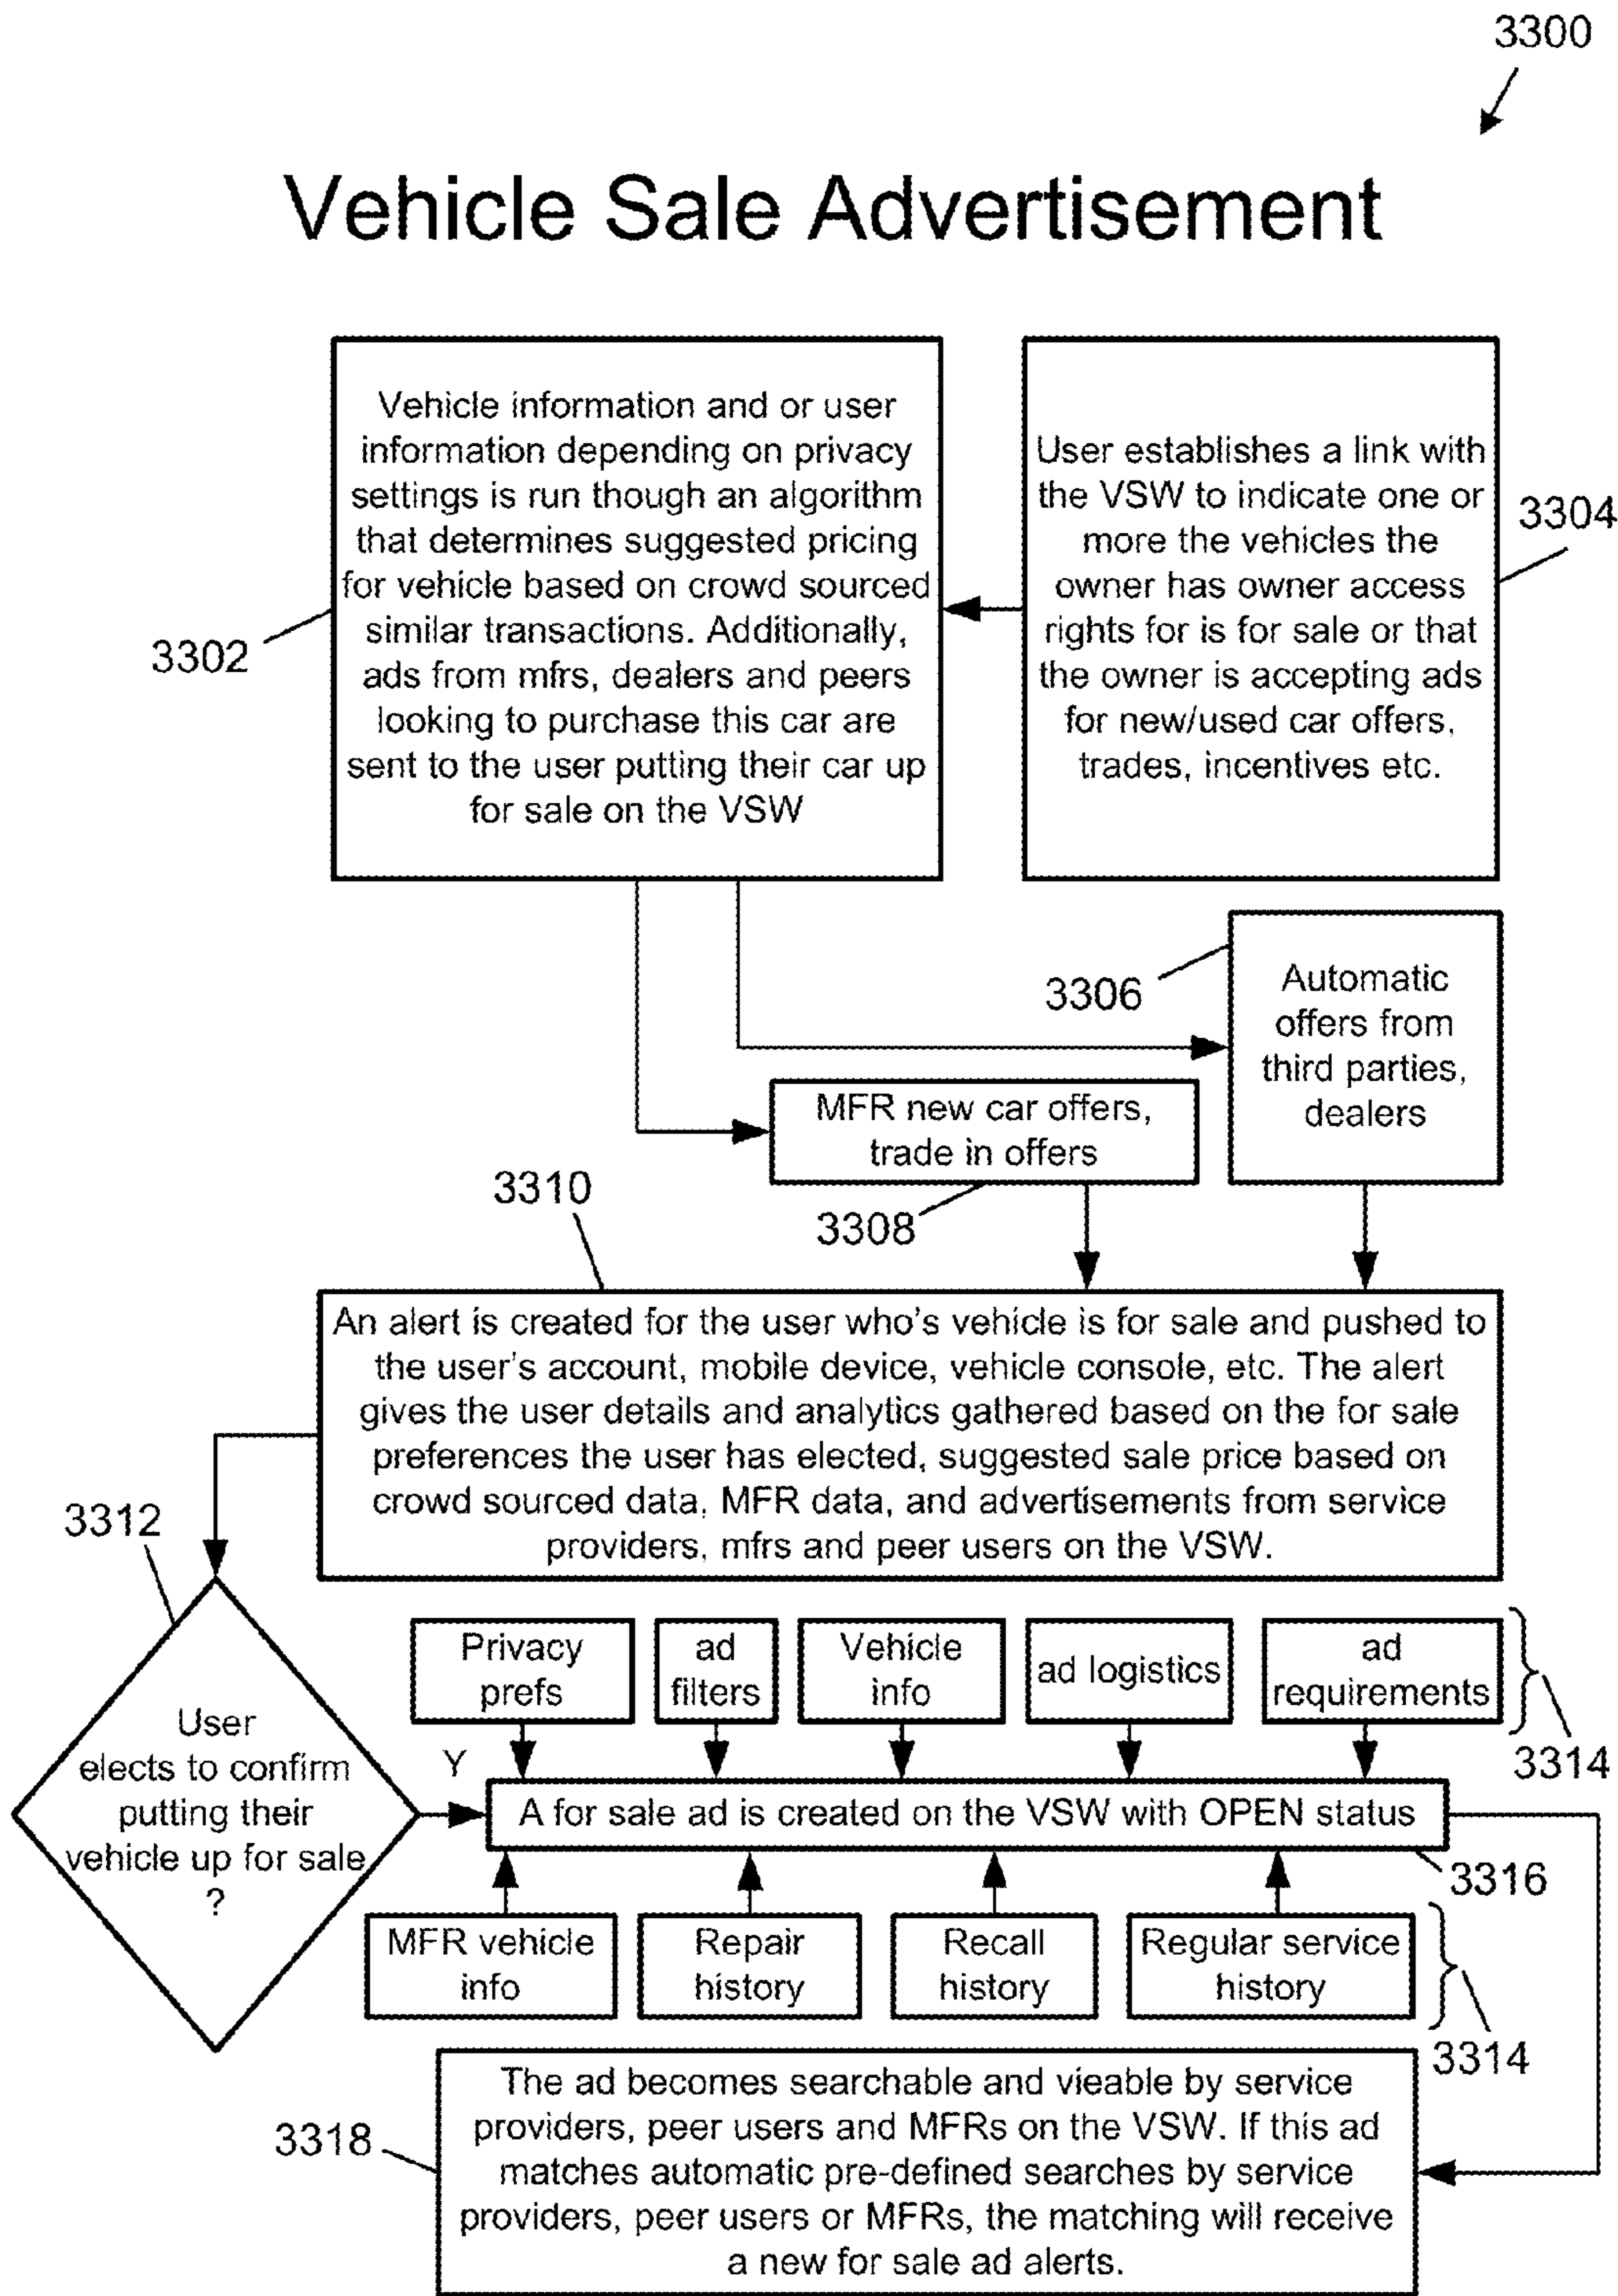 3300
Vehicle Sale Advertisement
Vehicle information and or user
information depending on privacy
settings is run though an algorithm
that determines suggested pricing
for vehicle based on crowd sourced
similar transactions. Additionally,
ads from mfrs, dealers and peers
looking to purchase this car are
sent to the user putting their car up
for sale on the VSW
3302
User establishes a link with
the VSW to indicate one or
more the vehicles the
owner has owner access
rights for is for sale or that
the owner is accepting ads
for new/used car offers,
trades, incentives etc.
3304
3306
Automatic
offers from
third parties,
dealers
MFR new car offers,
trade in offers
3308
3310
An alert is created for the user who's vehicle is for sale and pushed to
the user's account, mobile device, vehicle console, etc. The alert
gives the user details and analytics gathered based on the for sale
preferences the user has elected, suggested sale price based on
crowd sourced data, MFR data, and advertisements from service
providers, mfrs and peer users on the VSW.
3312
User
elects to confirm
putting their
vehicle up for sale
?
Y
Privacy
prefs
ad
filters
Vehicle
info
ad logistics
ad
requirements
3314
A for sale ad is created on the VSW with OPEN status
3316
MFR vehicle
info
Repair
history
Recall
history
Regular service
history
3314
The ad becomes searchable and vieable by service
providers, peer users and MFRs on the VSW. If this ad
matches automatic pre-defined searches by service
providers, peer users or MFRs, the matching will receive
a new for sale ad alerts.
3318